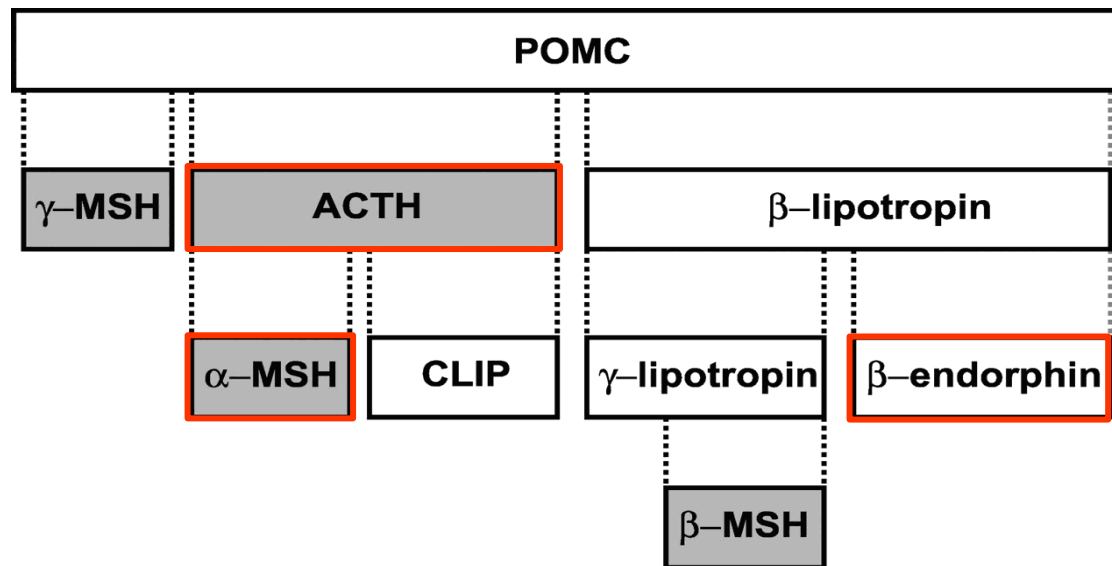 POMC
γ–MSH
ACTH
β–lipotropin
α–MSH
CLIP
γ–lipotropin
β–endorphin
β–MSH